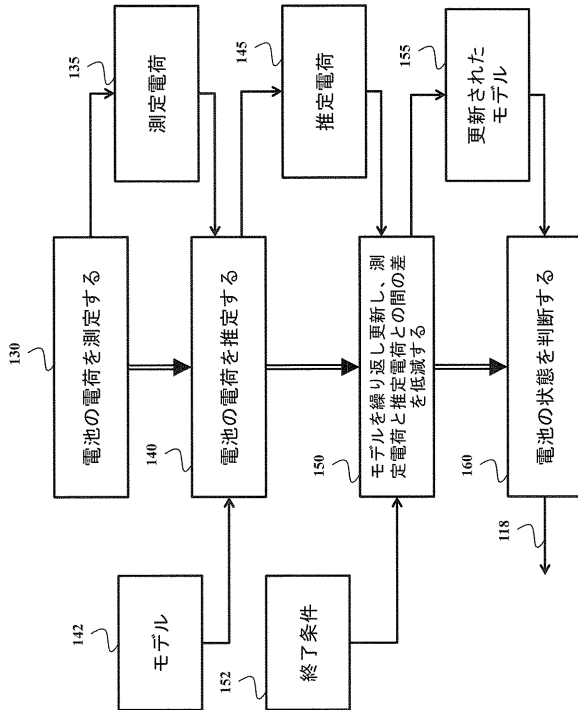 130
電池の電荷を測定する
135
測定電荷
142
モデル
140
電池の電荷を推定する
145
推定電荷
152
終了条件
150
モデルを繰り返し更新し、測
定電荷と推定電荷との間の差
を低減する
155
更新された
モデル
160
電池の状態を判断する
118